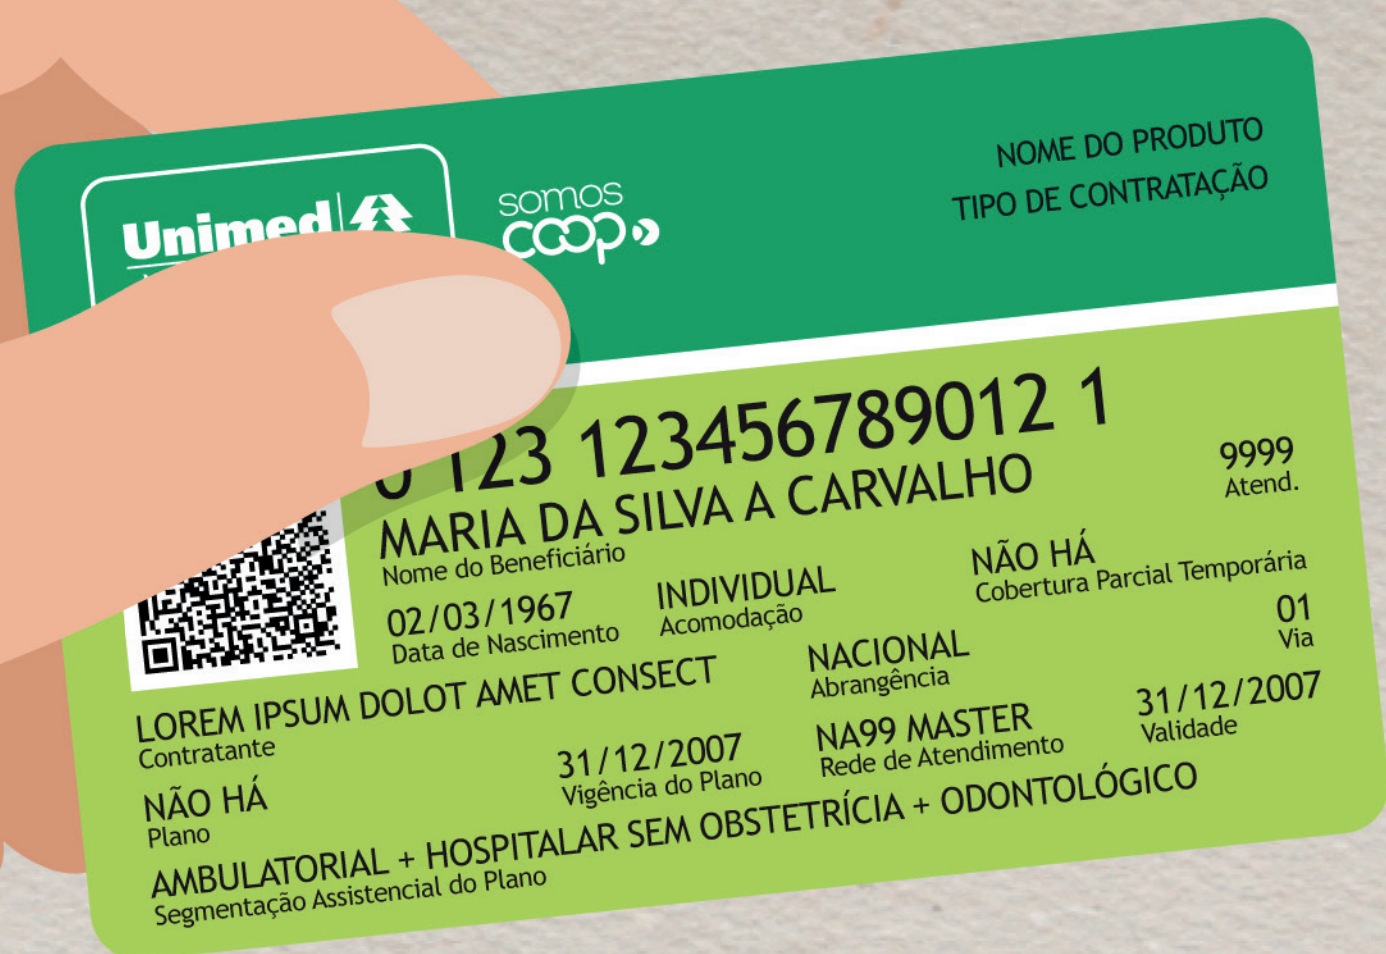 Unimed
somos
coop
NOME DO PRODUTO
TIPO DE CONTRATAÇÃO
0 123 123456789012 1
MARIA DA SILVA A CARVALHO
Nome do Beneficiário
9999
Atend.
02/03/1967
Data de Nascimento
INDIVIDUAL
Acomodação
NÃO HÁ
Cobertura Parcial Temporária
LOREM IPSUM DOLOT AMET CONSECT
Contratante
NACIONAL
Abrangência
01
Via
NÃO HÁ
Plano
31/12/2007
Vigência do Plano
NA99 MASTER
Rede de Atendimento
31/12/2007
Validade
AMBULATORIAL + HOSPITALAR SEM OBSTETRÍCIA + ODONTOLÓGICO
Segmentação Assistencial do Plano